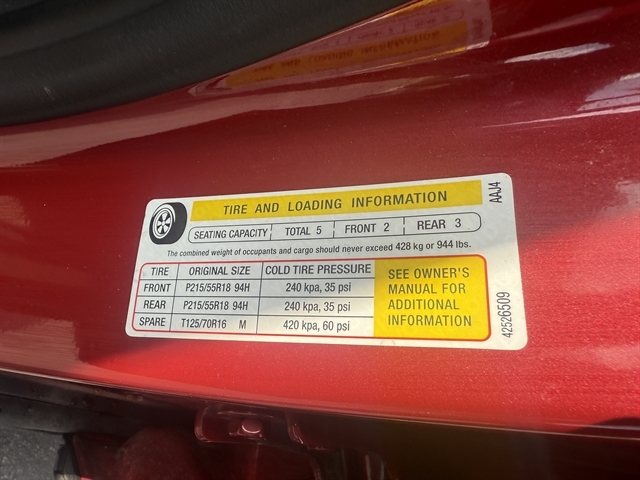 TIRE AND LOADING INFORMATION
SEATING CAPACITY TOTAL 5 FRONT 2 REAR 3
The combined weight of occupants and cargo should never exceed 428 kg or 944 lbs.
TIRE ORIGINAL SIZE COLD TIRE PRESSURE
FRONT P215/55R18 94H 240 kpa, 35 psi
REAR P215/55R18 94H 240 kpa, 35 psi
SPARE T125/70R16 M 420 kpa, 60 psi
SEE OWNER'S
MANUAL FOR
ADDITIONAL
INFORMATION
AAJ4
42526509